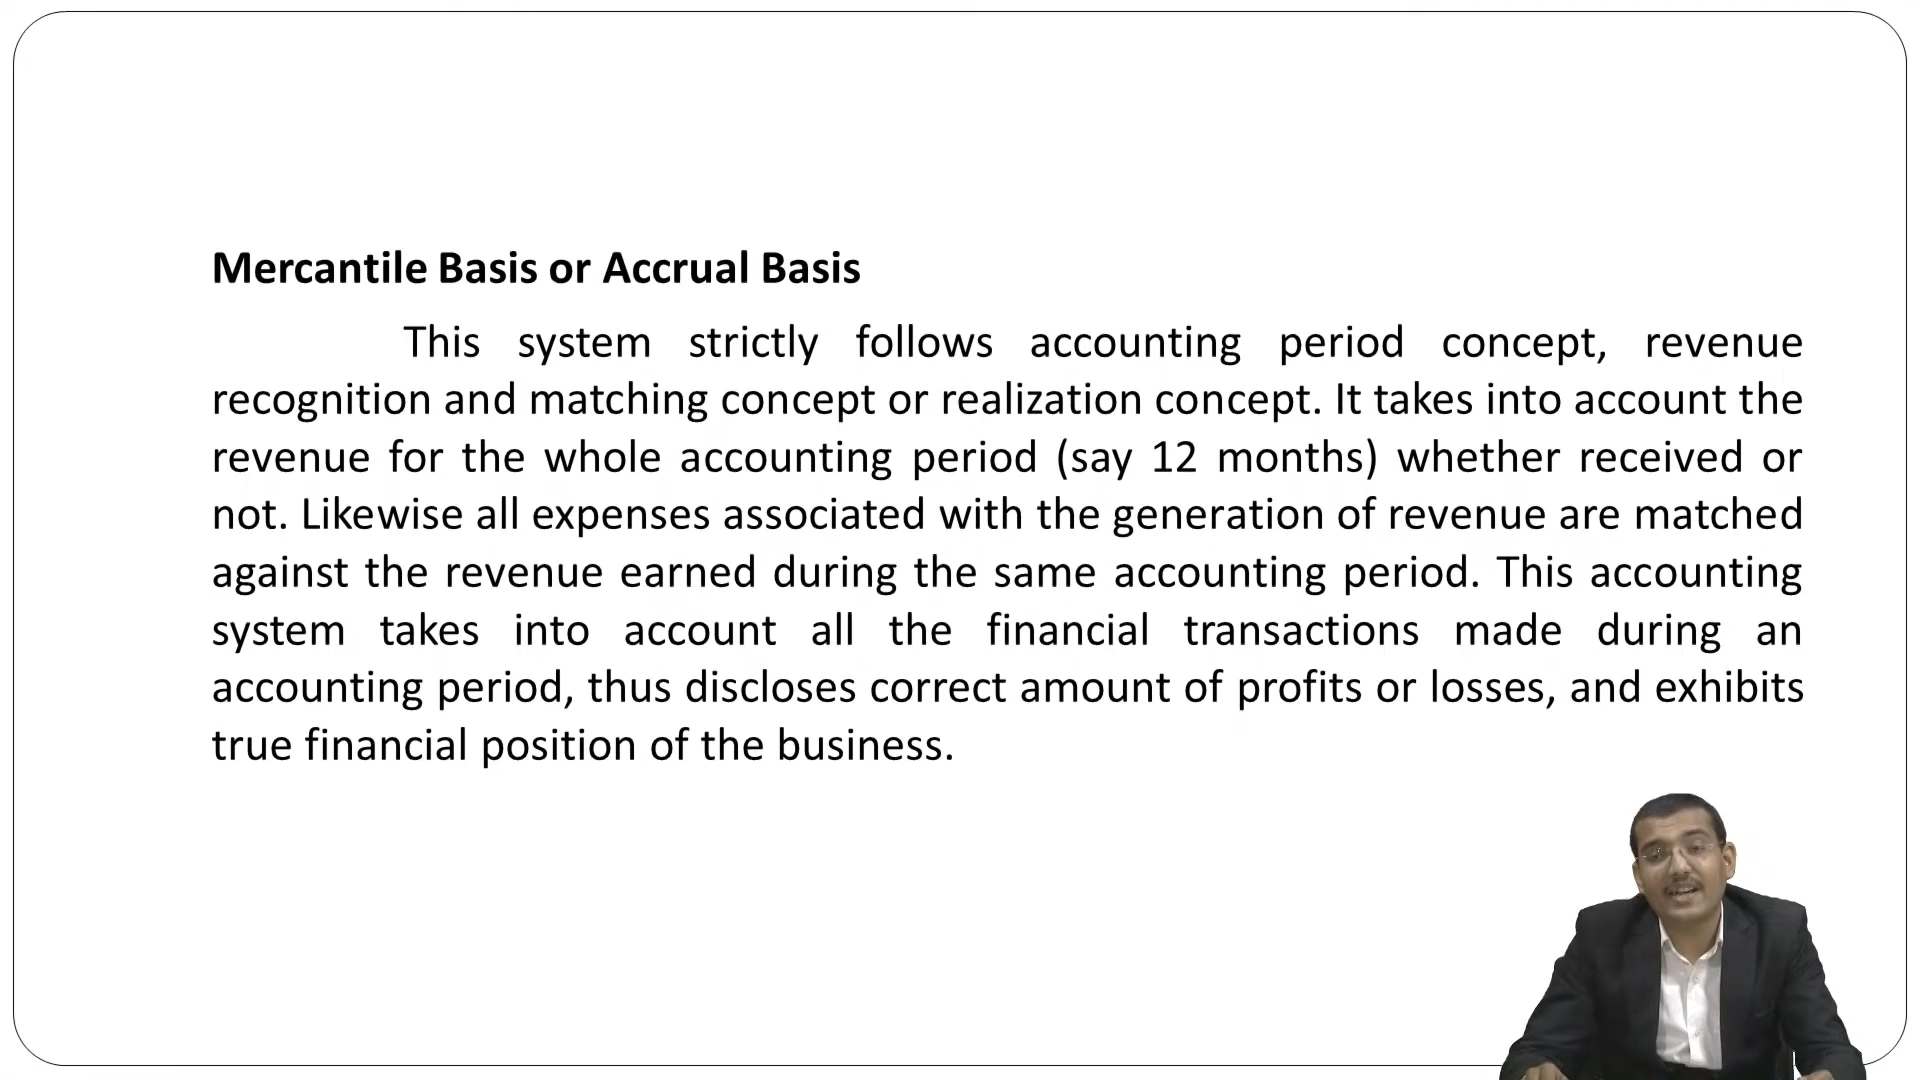 Mercantile Basis or Accrual Basis
This system strictly follows accounting period concept, revenue
recognition and matching concept or realization concept. It takes into account the
revenue for the whole accounting period (say 12 months) whether received or
not. Likewise all expenses associated with the generation of revenue are matched
against the revenue earned during the same accounting period. This accounting
system takes into account all the financial transactions made during an
accounting period, thus discloses correct amount of profits or losses, and exhibits
true financial position of the business.